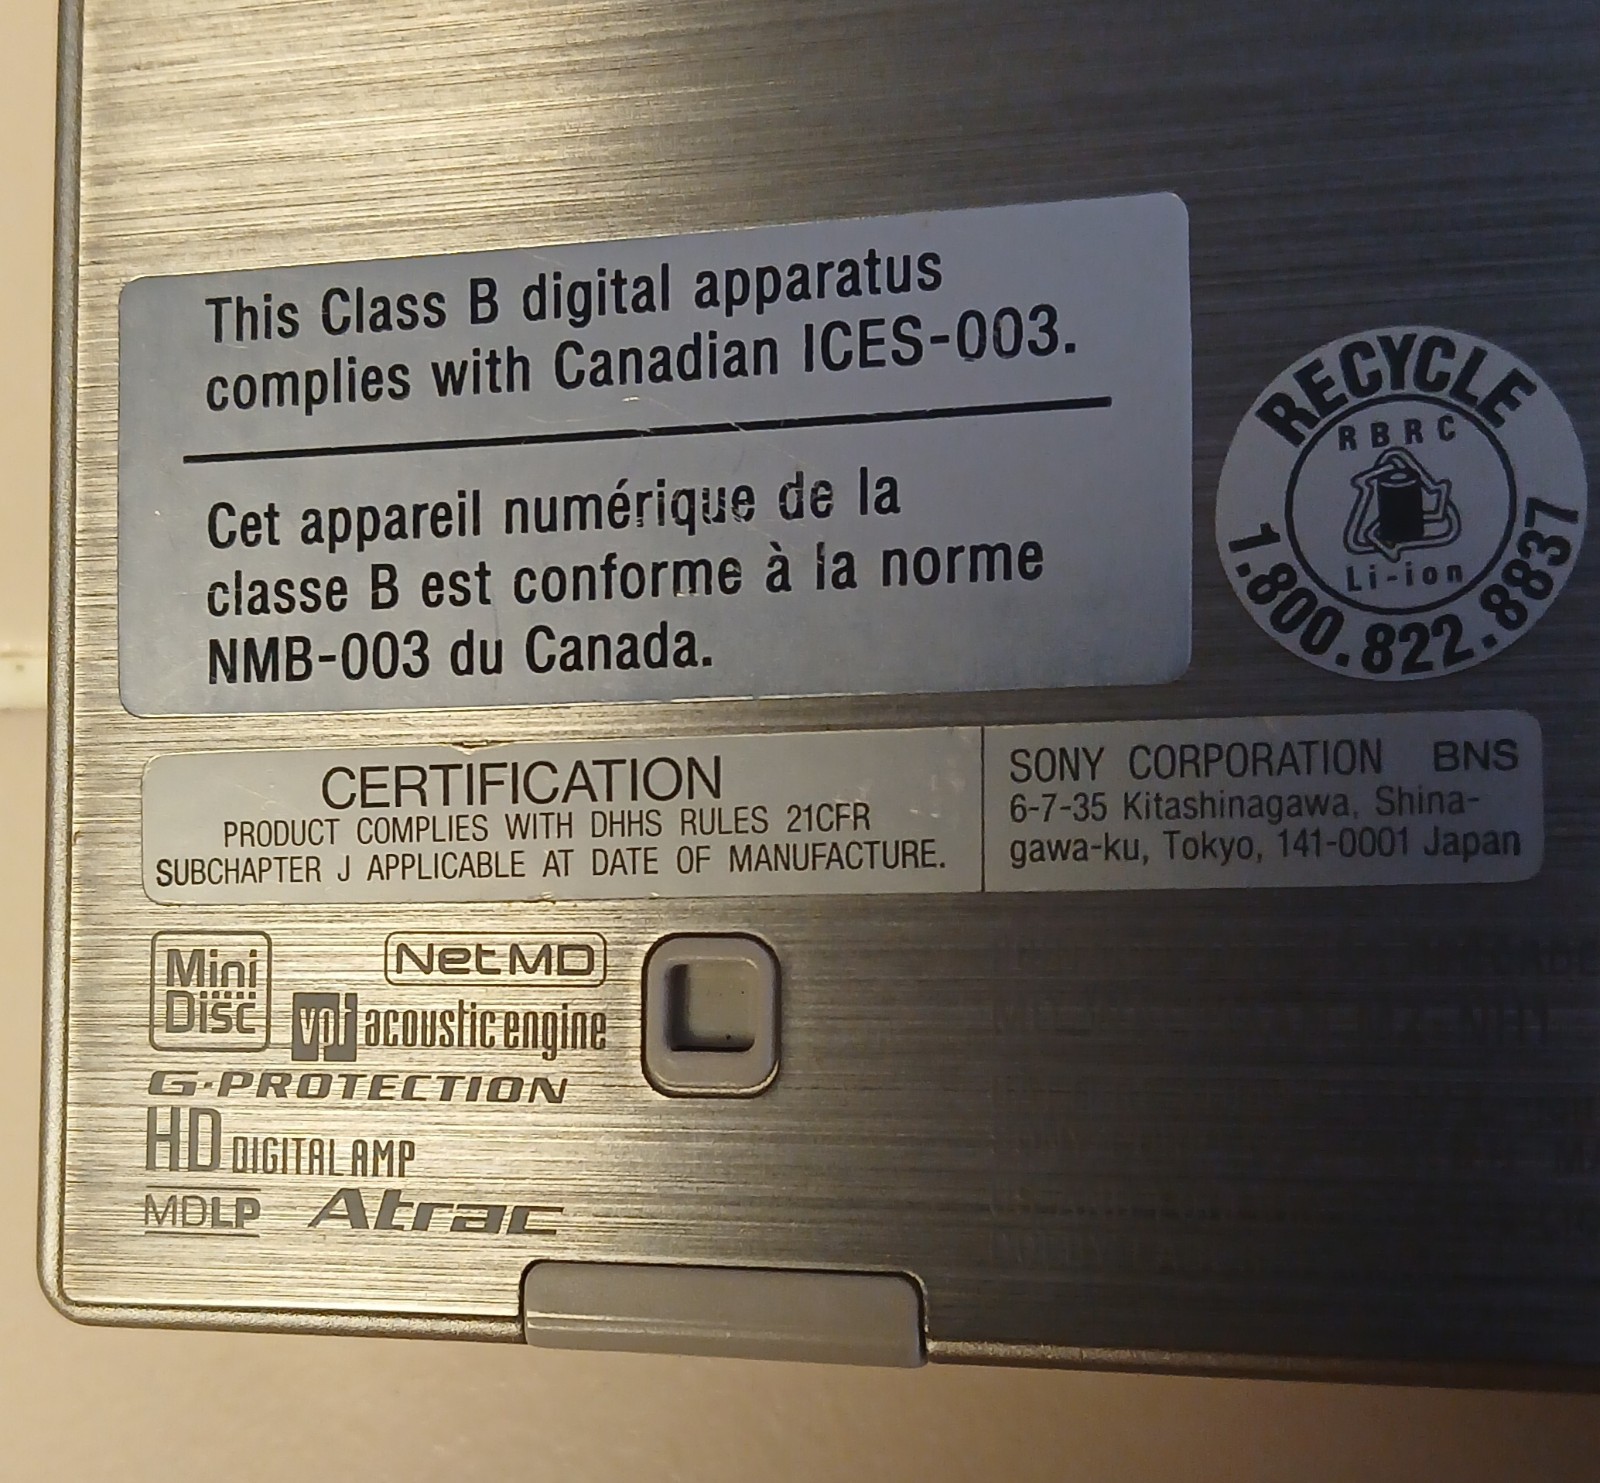 This Class B digital apparatus
complies with Canadian ICES-003.
Cet appareil numérique de la
classe B est conforme à la norme
NMB-003 du Canada.
RECYCLE
RBRC
Li-ion
1.800.822.8837
CERTIFICATION
PRODUCT COMPLIES WITH DHHS RULES 21CFR
SUBCHAPTER J APPLICABLE AT DATE OF MANUFACTURE.
SONY CORPORATION BNS
6-7-35 Kitashinagawa, Shina-
gawa-ku, Tokyo, 141-0001 Japan
Mini
Disc
Net MD
vpt acoustic engine
G-PROTECTION
HD DIGITAL AMP
MDLP Atrac